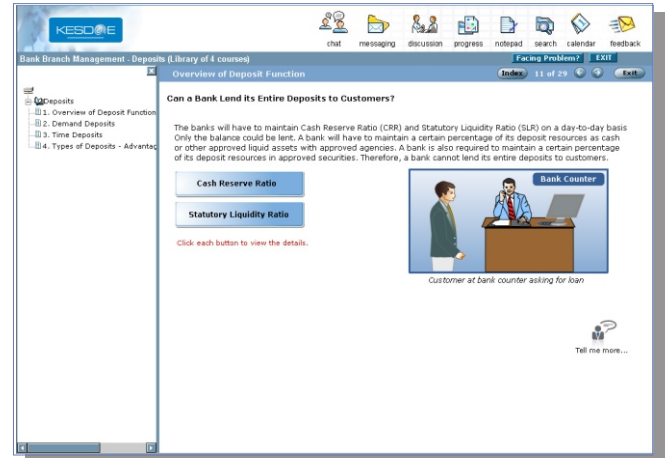 KESDEE
chat messaging discussion progress notepad search calendar feedback
Bank Branch Management - Deposits (Library of 4 courses)
Facing Problem? EXIT
Overview of Deposit Function
Index 11 of 29 Exit
Deposits
1. Overview of Deposit Function
2. Demand Deposits
3. Time Deposits
4. Types of Deposits - Advantag
Can a Bank Lend its Entire Deposits to Customers?
The banks will have to maintain Cash Reserve Ratio (CRR) and Statutory Liquidity Ratio (SLR) on a day-to-day basis
Only the balance could be lent. A bank will have to maintain a certain percentage of its deposit resources as cash
or other approved liquid assets with approved agencies. A bank is also required to maintain a certain percentage
of its deposit resources in approved securities. Therefore, a bank cannot lend its entire deposits to customers.
Cash Reserve Ratio
Statutory Liquidity Ratio
Click each button to view the details.
Bank Counter
Customer at bank counter asking for loan
Tell me more...